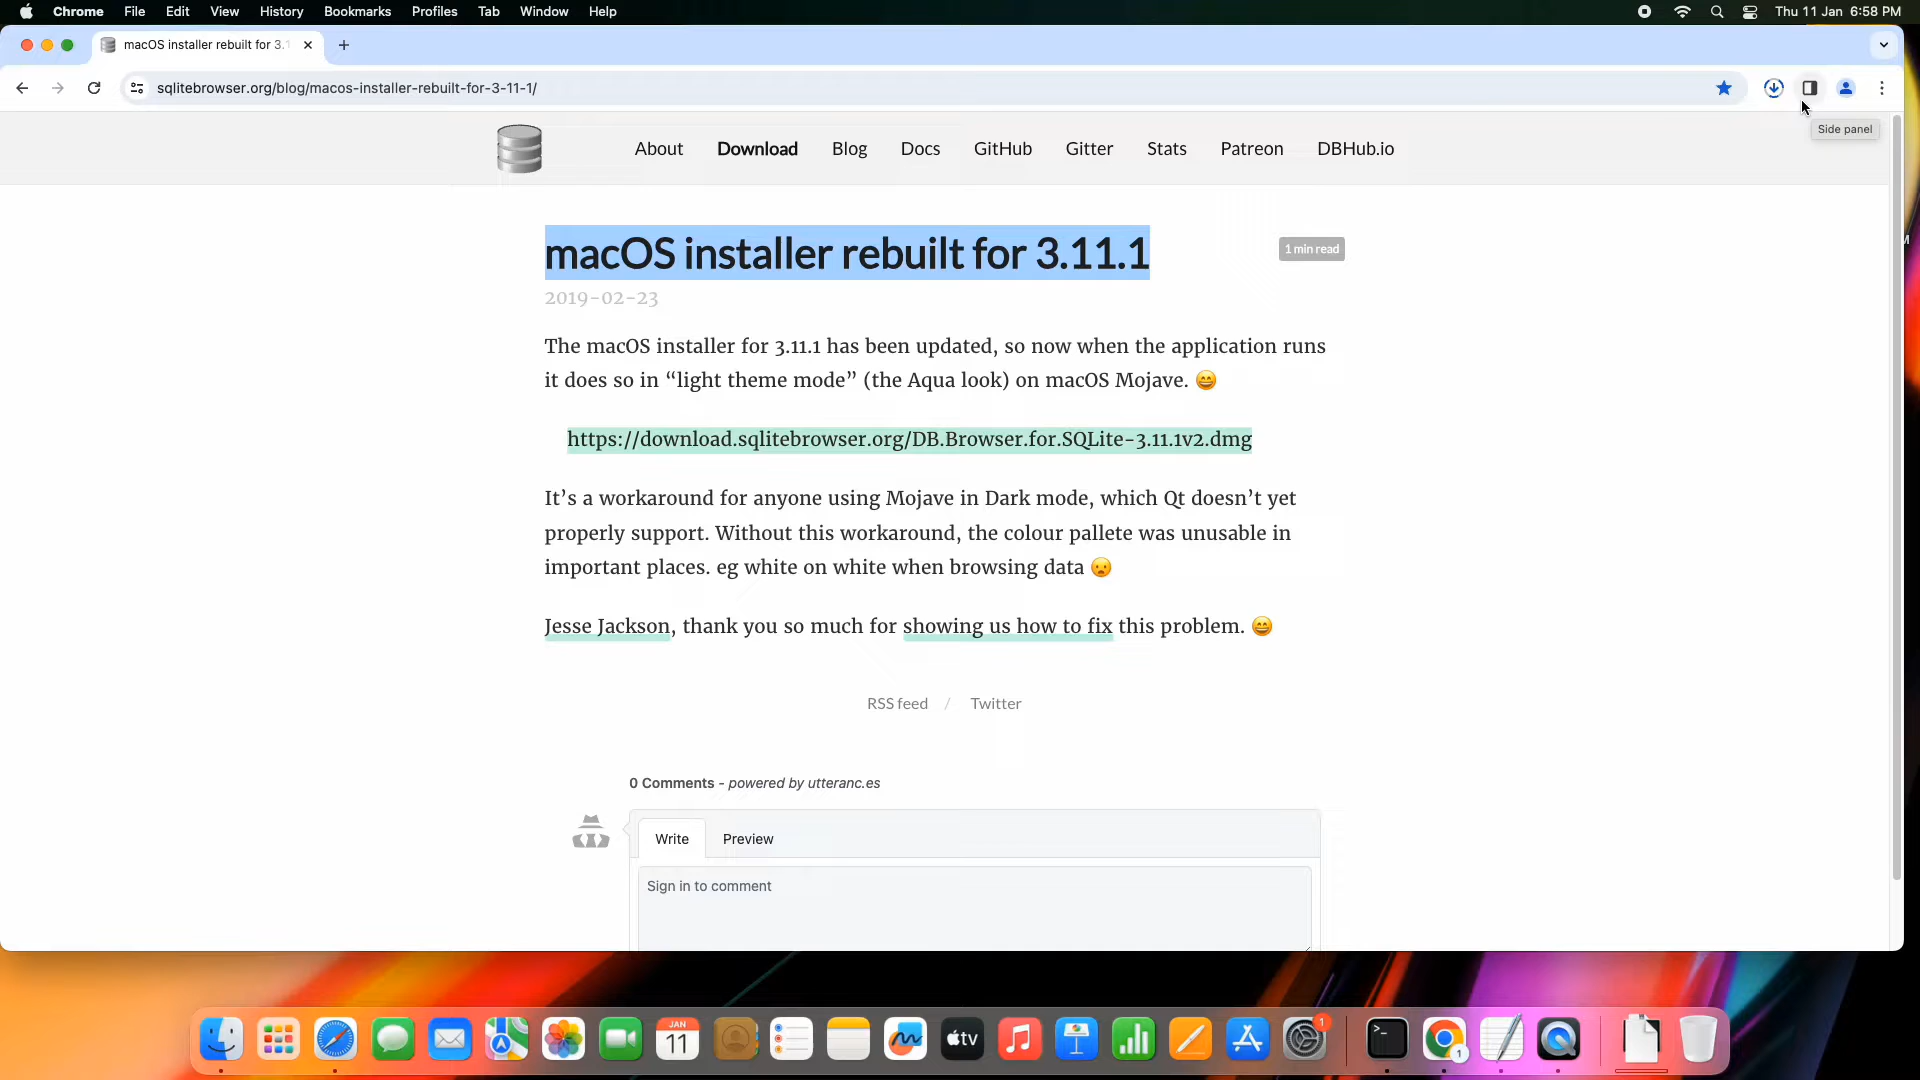 Chrome File Edit View History Bookmarks Profiles Tab Window Help Thu 11 Jan 6:58 PM
macOS installer rebuilt for 3.1
sqlitebrowser.org/blog/macos-installer-rebuilt-for-3-11-1/
Side panel
About Download Blog Docs GitHub Gitter Stats Patreon DBHub.io
macOS installer rebuilt for 3.11.1
1 min read
2019-02-23
The macOS installer for 3.11.1 has been updated, so now when the application runs
it does so in “light theme mode” (the Aqua look) on macOS Mojave. 😄
https://download.sqlitebrowser.org/DB.Browser.for.SQLite-3.11.1v2.dmg
It’s a workaround for anyone using Mojave in Dark mode, which Qt doesn’t yet
properly support. Without this workaround, the colour pallete was unusable in
important places. eg white on white when browsing data 😦
Jesse Jackson, thank you so much for showing us how to fix this problem. 😄
RSS feed / Twitter
0 Comments - powered by utteranc.es
Write Preview
Sign in to comment
JAN
11
tv
1
1